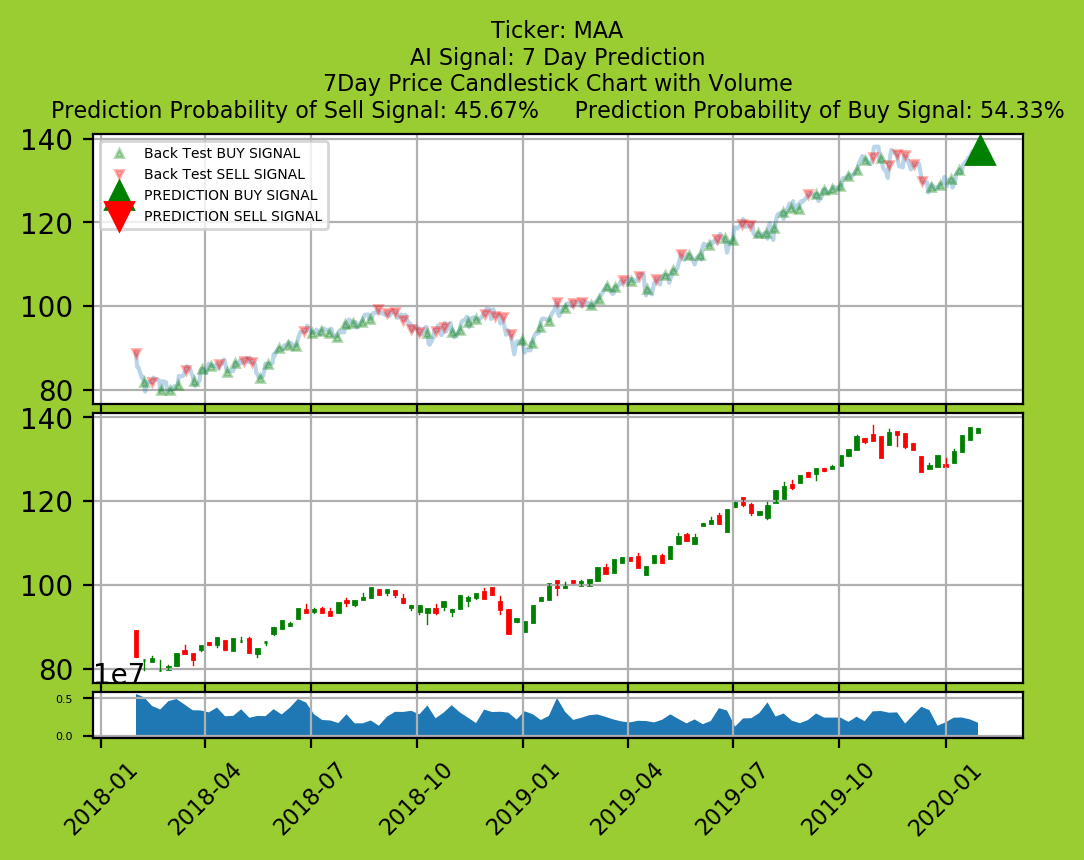 Ticker: MAA
AI Signal: 7 Day Prediction
7Day Price Candlestick Chart with Volume
Prediction Probability of Sell Signal: 45.67% Prediction Probability of Buy Signal: 54.33%
140
120
100
80
Back Test BUY SIGNAL
Back Test SELL SIGNAL
PREDICTION BUY SIGNAL
PREDICTION SELL SIGNAL
140
120
100
80
1e7
0.5
0.0
2018-01
2018-04
2018-07
2018-10
2019-01
2019-04
2019-07
2019-10
2020-01